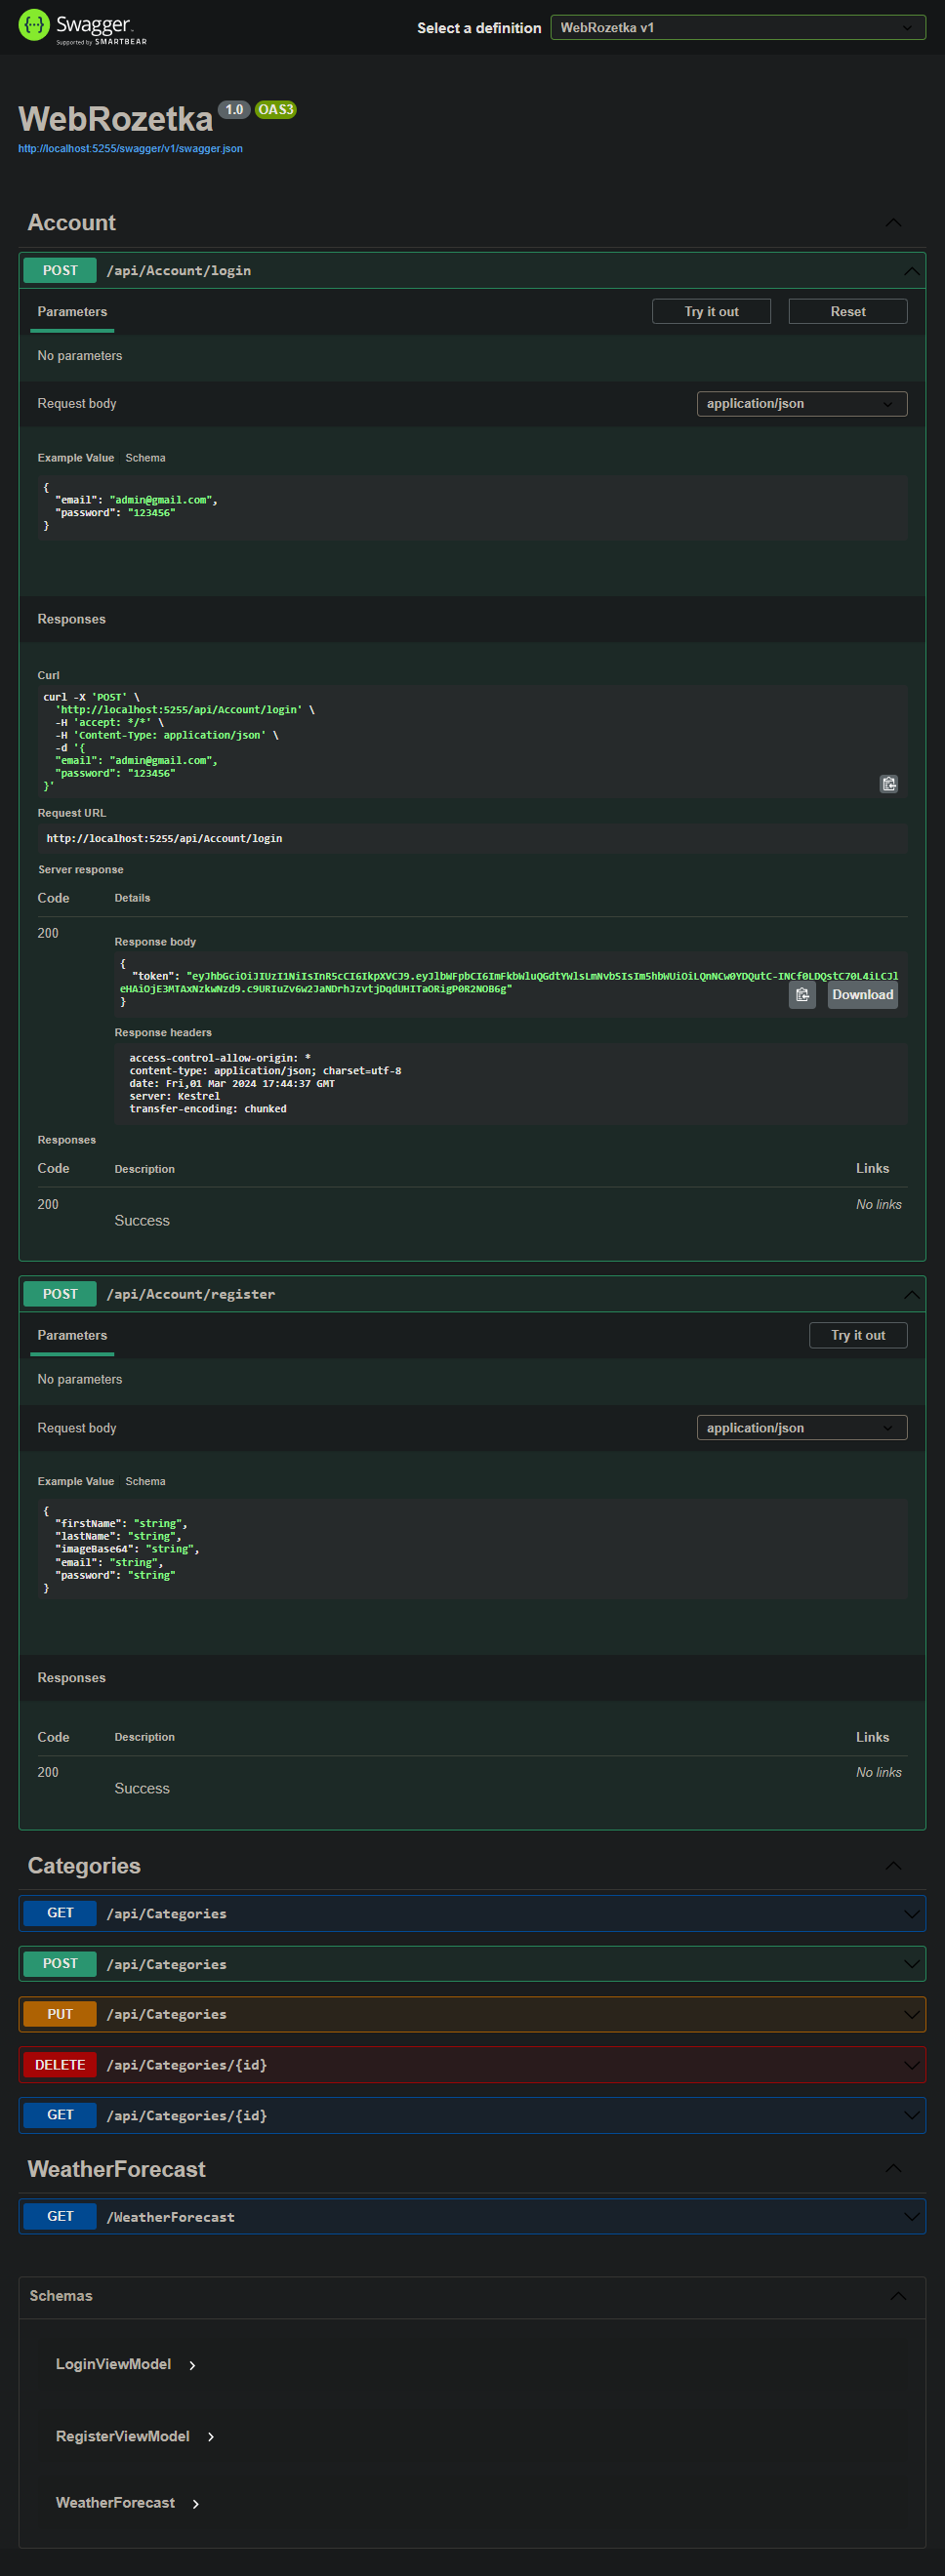 Swagger
Supported by SMARTBEAR
Select a definition
WebRozetka v1
WebRozetka 1.0 OAS3
http://localhost:5255/swagger/v1/swagger.json
Account
POST /api/Account/login
Parameters
Try it out
Reset
No parameters
Request body
application/json
Example Value
Schema
{
"email": "admin@gmail.com",
"password": "123456"
}
Responses
Curl
curl -X 'POST' \
'http://localhost:5255/api/Account/login' \
-H 'accept: */*' \
-H 'Content-Type: application/json' \
-d '{
"email": "admin@gmail.com",
"password": "123456"
}'
Request URL
http://localhost:5255/api/Account/login
Server response
Code Details
200
Response body
{
"token":
}
Download
Response headers
access-control-allow-origin: *
content-type: application/json; charset=utf-8
date: Fri,01 Mar 2024 17:44:37 GMT
server: Kestrel
transfer-encoding: chunked
Responses
Code Description Links
200
Success
No links
POST /api/Account/register
Parameters
Try it out
No parameters
Request body
application/json
Example Value
Schema
{
"firstName": "string",
"lastName": "string",
"imageBase64": "string",
"email": "string",
"password": "string"
}
Responses
Code Description Links
200
Success
No links
Categories
GET /api/Categories
POST /api/Categories
PUT /api/Categories
DELETE /api/Categories/{id}
GET /api/Categories/{id}
WeatherForecast
GET /WeatherForecast
Schemas
LoginViewModel
RegisterViewModel
WeatherForecast